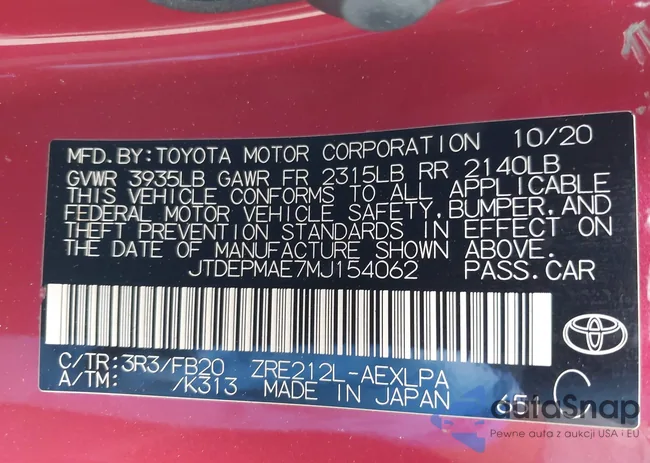 MFD.BY:TOYOTA MOTOR CORPORATION 10/20
GVWR 3935LB GAWR FR 2315LB RR 2140LB
THIS VEHICLE CONFORMS TO ALL APPLICABLE
FEDERAL MOTOR VEHICLE SAFETY,BUMPER,AND
THEFT PREVENTION STANDARDS IN EFFECT ON
THE DATE OF MANUFACTURE SHOWN ABOVE.
JTDEPMAE7MJ154062 PASS.CAR
C/TR:3R3/FB20 ZRE212L-AEXLPA
A/TM: /K313 MADE IN JAPAN
65 C
autoSnap
Pewne auta z aukcji USA i EU